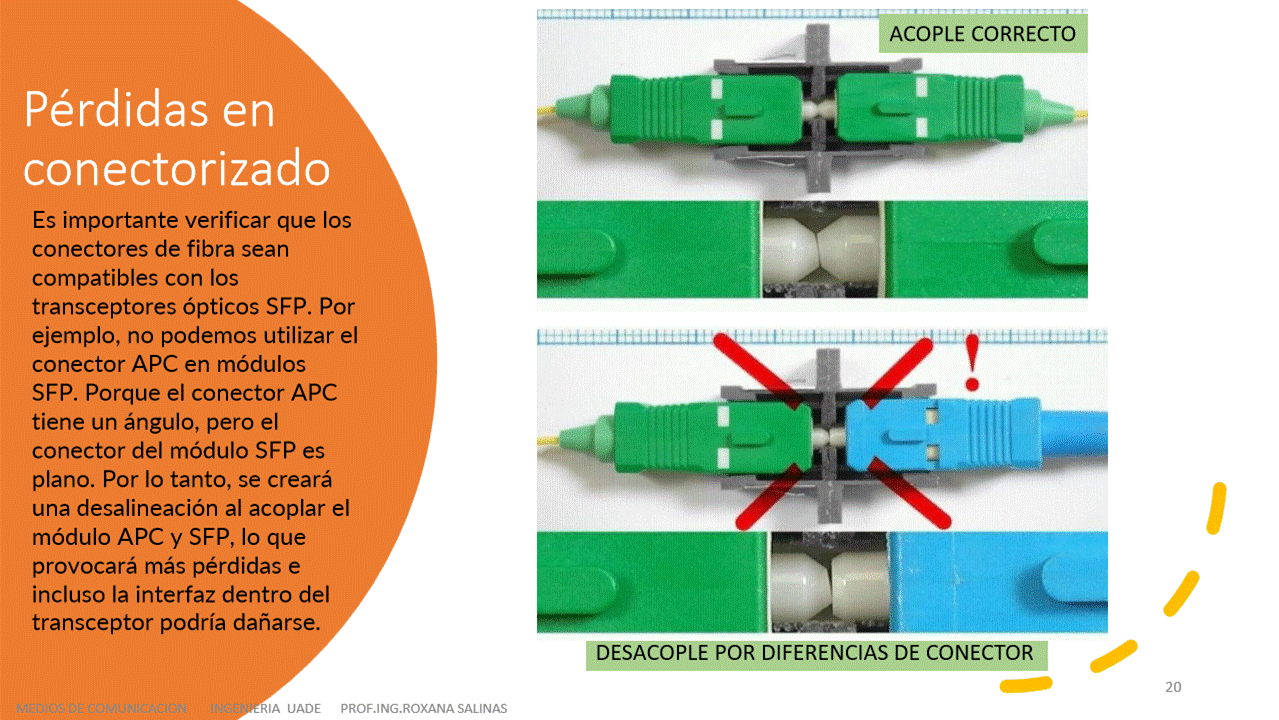 Pérdidas en
conectorizado
Es importante verificar que los
conectores de fibra sean
compatibles con los
transceptores ópticos SFP. Por
ejemplo, no podemos utilizar el
conector APC en módulos
SFP. Porque el conector APC
tiene un ángulo, pero el
conector del módulo SFP es
plano. Por lo tanto, se creará
una desalineación al acoplar el
módulo APC y SFP, lo que
provocará más pérdidas e
incluso la interfaz dentro del
transceptor podría dañarse.
ACOPLE CORRECTO
!
DESACOPLE POR DIFERENCIAS DE CONECTOR
MEDIOS DE COMUNICACIÓN INGENIERIA UADE PROF.ING.ROXANA SALINAS
20